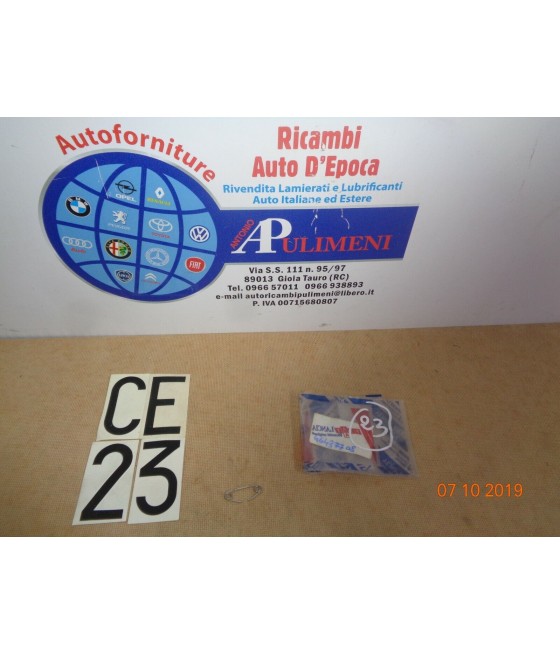 Autoforniture
Ricambi
Auto D'Epoca
Rivendita Lamierati e Lubrificanti
Auto Italiane ed Estere
ANTONIO
PULIMENI
Via S.S. 111 n. 95/97
89013 Gioia Tauro (RC)
Tel. 0966 57011 0966 938893
e-mail autoricambipulimeni@libero.it
P. IVA 00715680807
OPEL
CE
23
e3
07 10 2019